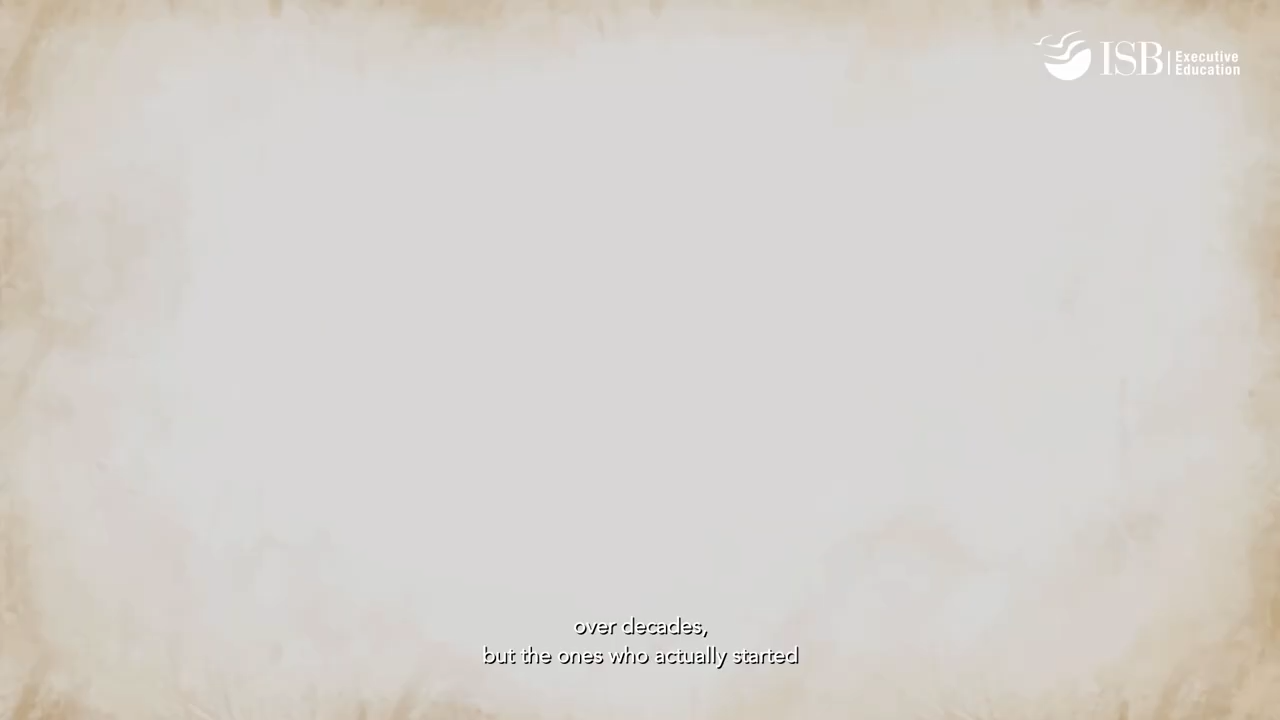 ISB
Executive
Education
over decades,
but the ones who actually started